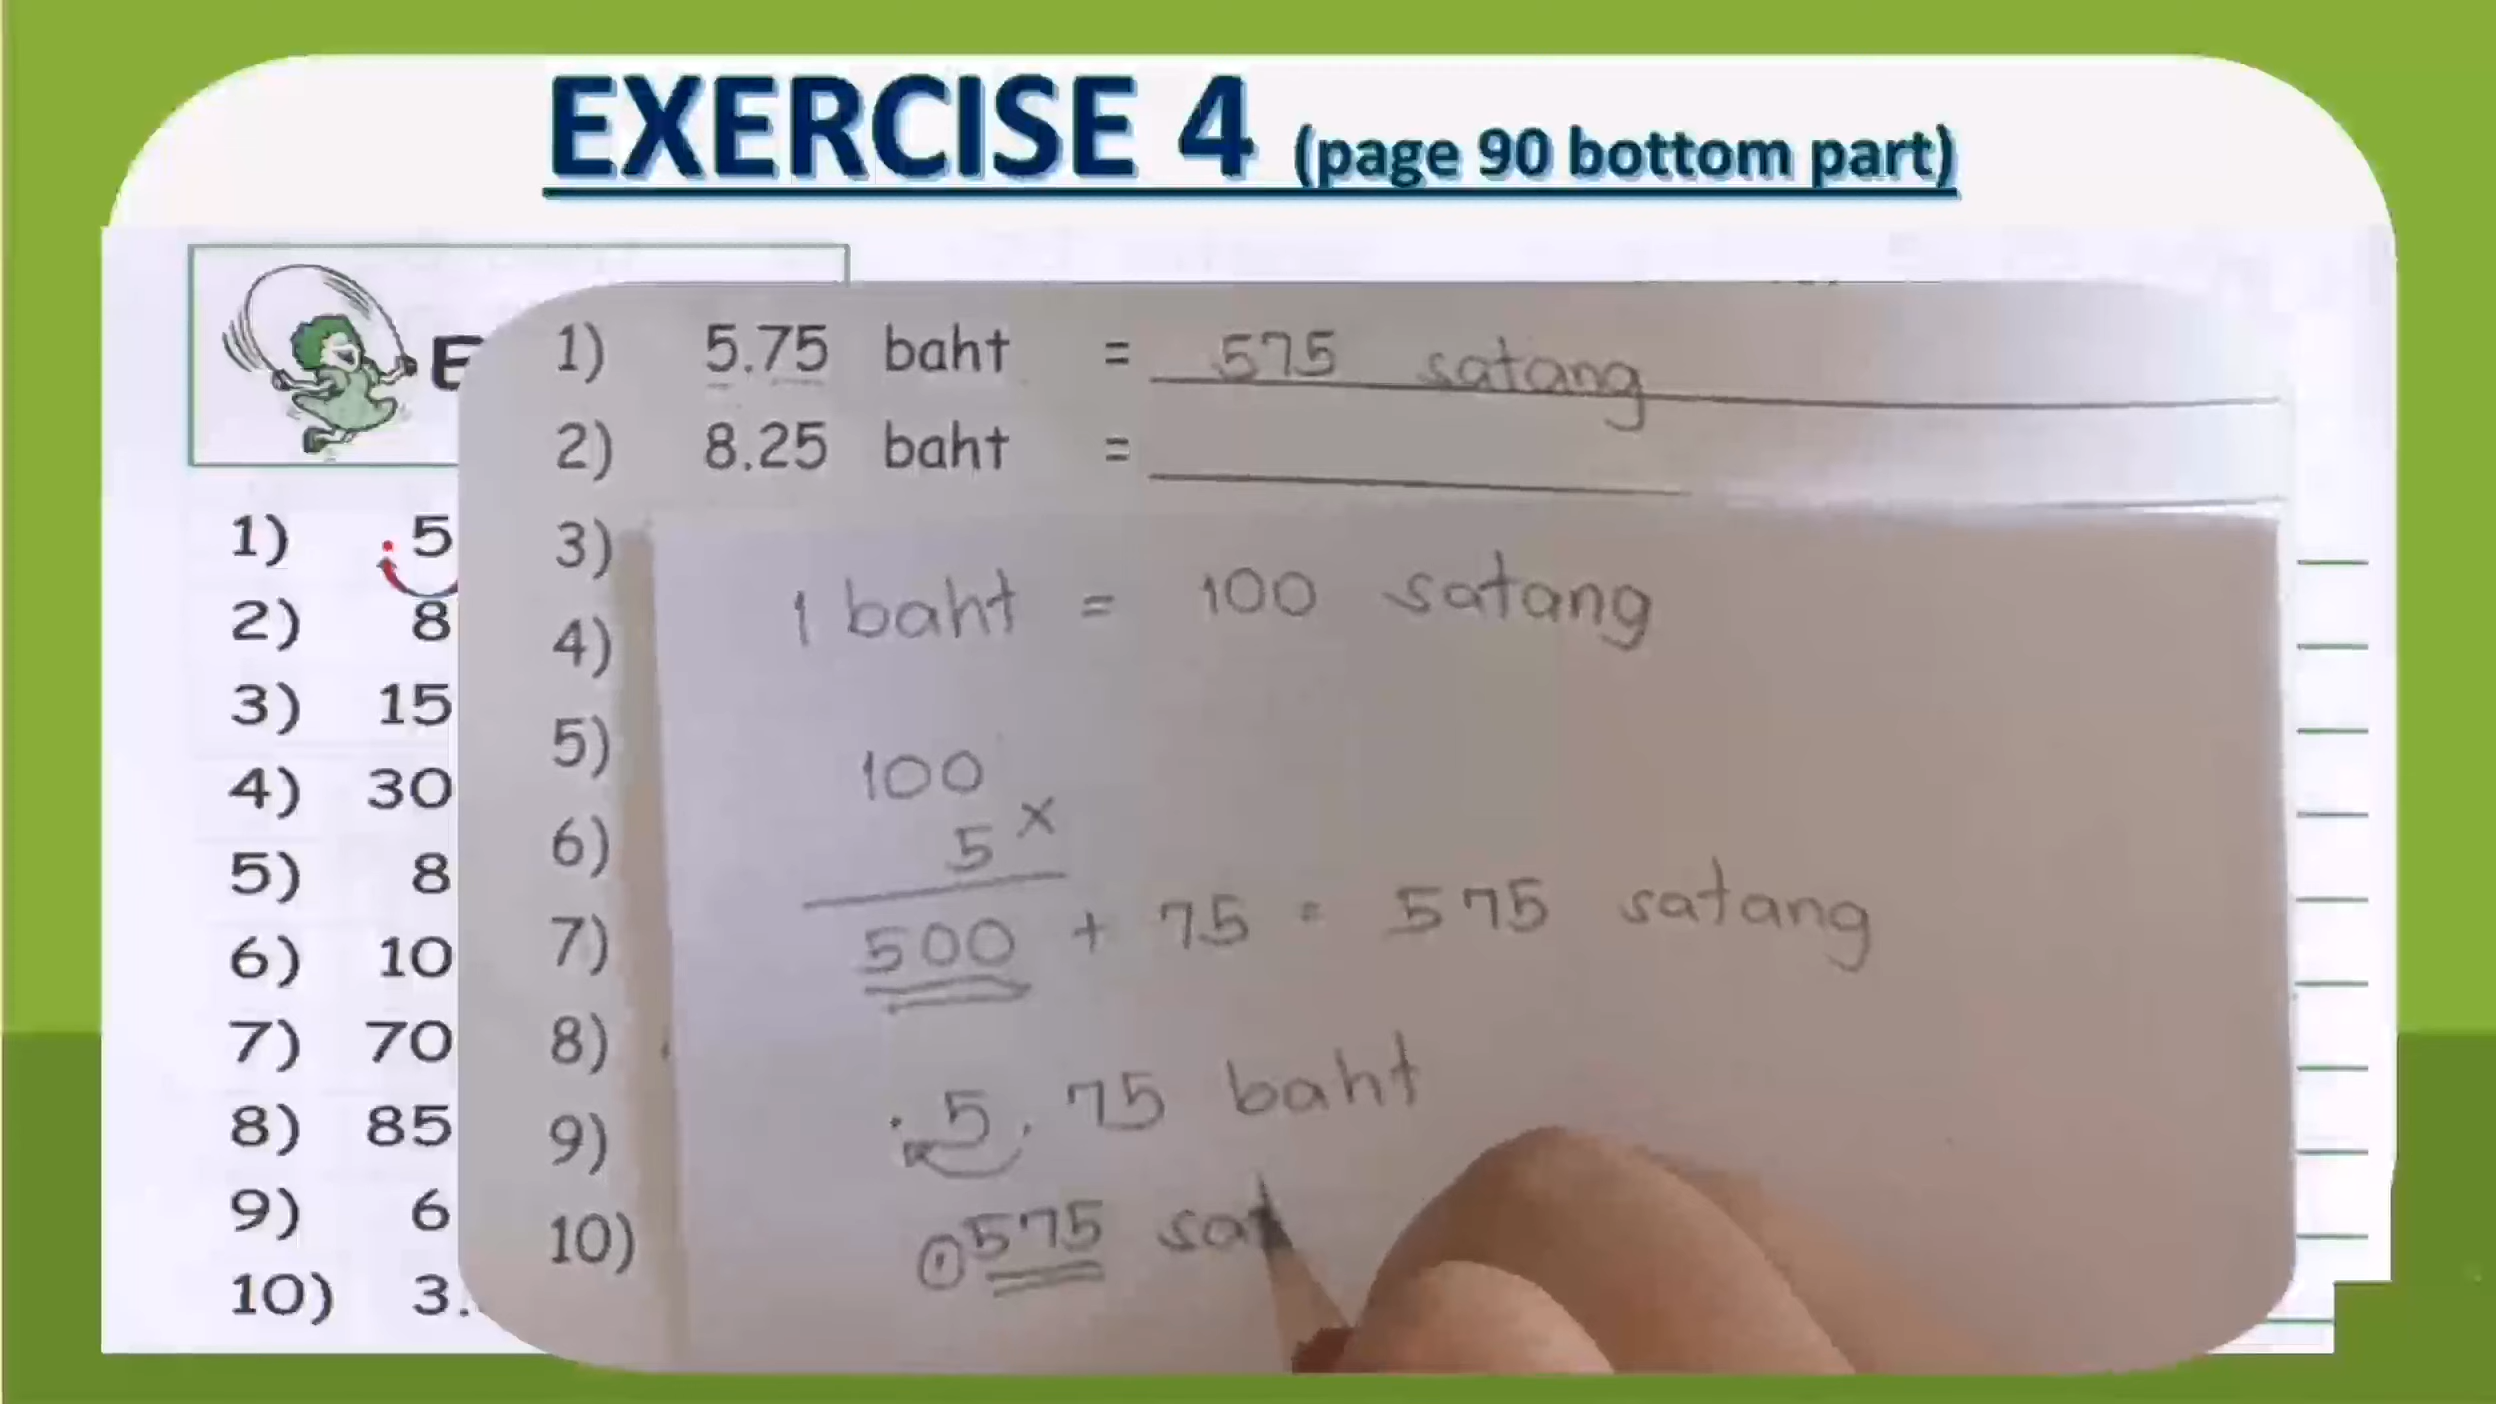 EXERCISE 4 (page 90 bottom part)
E
1) .5
2) 8
3) 15
4) 30
5) 8
6) 10
7) 70
8) 85
9) 6
10) 3.
1) 5.75 baht = 575 satang
2) 8.25 baht =
3)
4)
5)
6)
7)
8)
9)
10)
1 baht = 100 satang
100
5 ×
500 + 75 = 575 satang
.5.75 baht
.575 sat